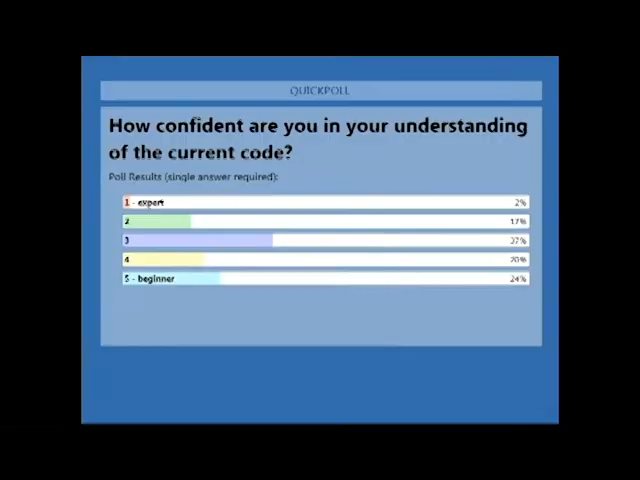 QUICKPOLL
How confident are you in your understanding
of the current code?
Poll Results (single answer required):
1 - expert 2%
2 17%
3 37%
4 20%
5 - beginner 24%